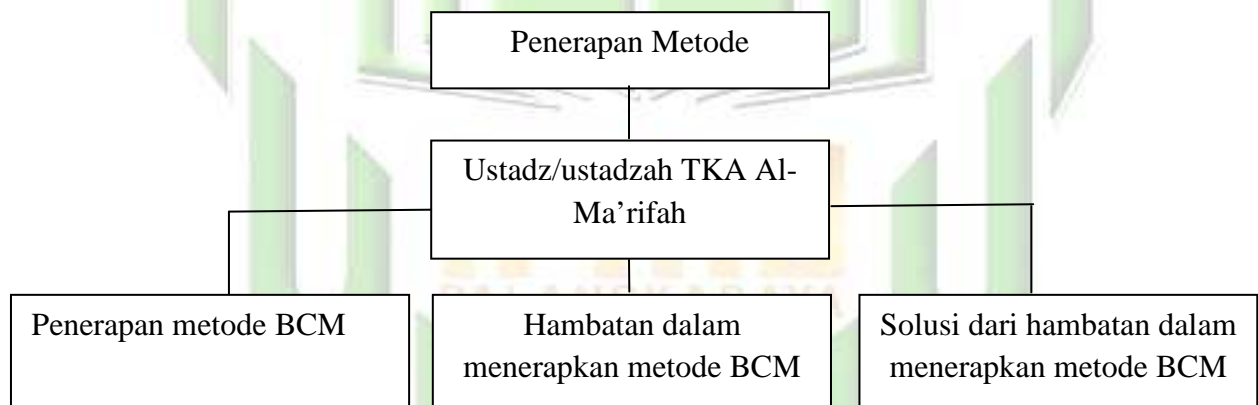 Penerapan Metode
Ustadz/ustadzah TKA Al-
Ma’rifah
Penerapan metode BCM
Hambatan dalam
menerapkan metode BCM
Solusi dari hambatan dalam
menerapkan metode BCM